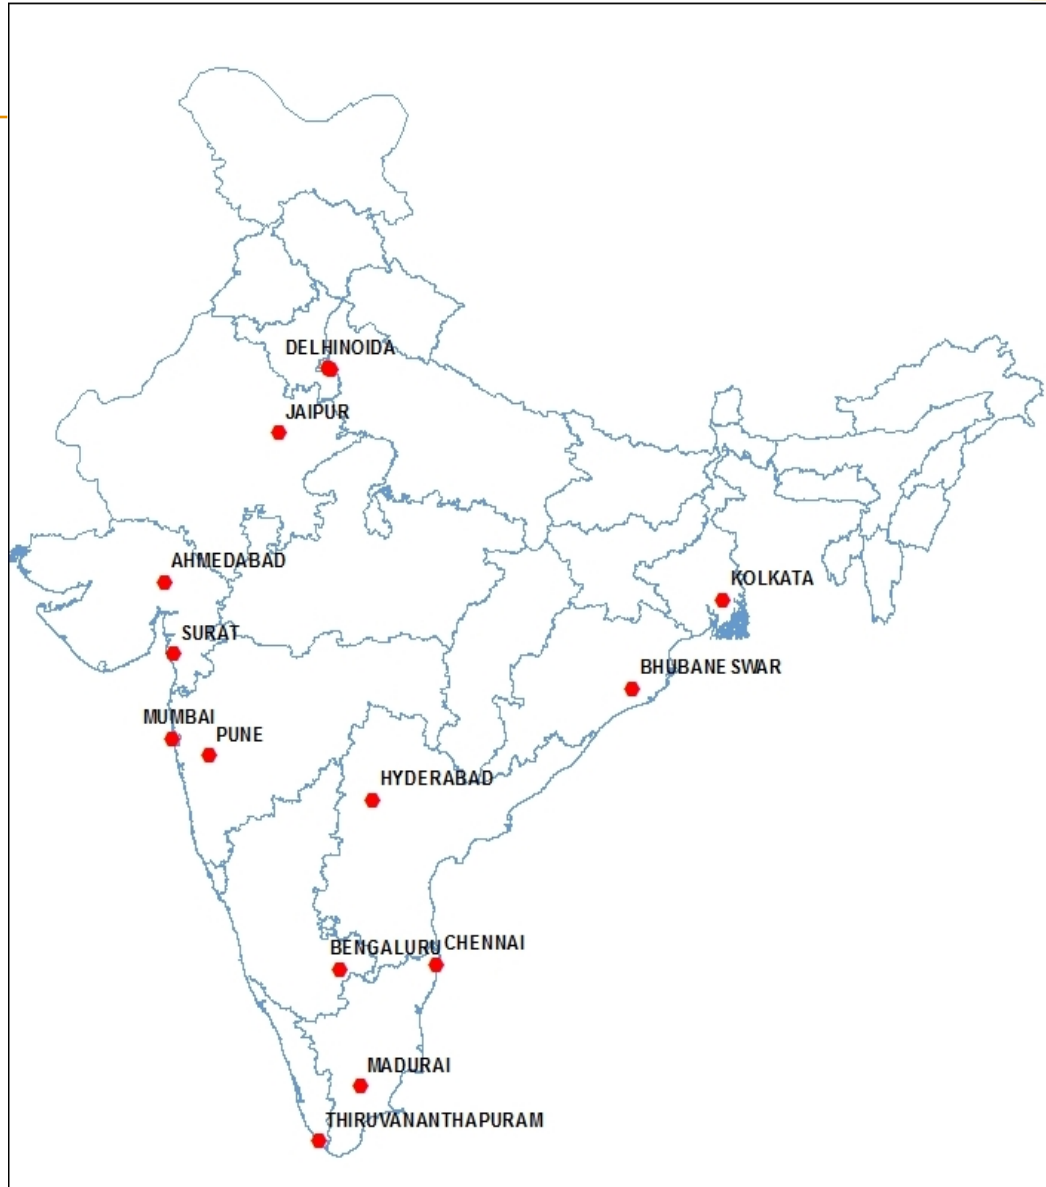 DELHINOIDA
JAIPUR
AHMEDABAD
KOLKATA
SURAT
BHUBANE SWAR
MUMBAI
PUNE
HYDERABAD
BENGALURU
CHENNAI
MADURAI
THIRUVANANTHAPURAM